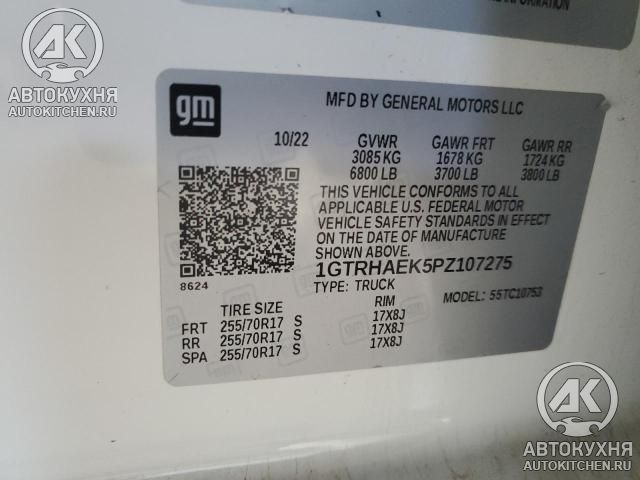 INFORMATION
AK
АВТОКУХНЯ
AUTOKITCHEN.RU
gm
MFD BY GENERAL MOTORS LLC
10/22 GVWR GAWR FRT GAWR RR
3085 KG 1678 KG 1724 KG
6800 LB 3700 LB 3800 LB
THIS VEHICLE CONFORMS TO ALL
APPLICABLE U.S. FEDERAL MOTOR
VEHICLE SAFETY STANDARDS IN EFFECT
ON THE DATE OF MANUFACTURE
SHOWN ABOVE.
1GTRHAEK5PZ107275
8624 TYPE: TRUCK MODEL: 55TC10753
TIRE SIZE RIM
FRT 255/70R17 S 17X8J
RR 255/70R17 S 17X8J
SPA 255/70R17 S 17X8J
AK
АВТОКУХНЯ
AUTOKITCHEN.RU